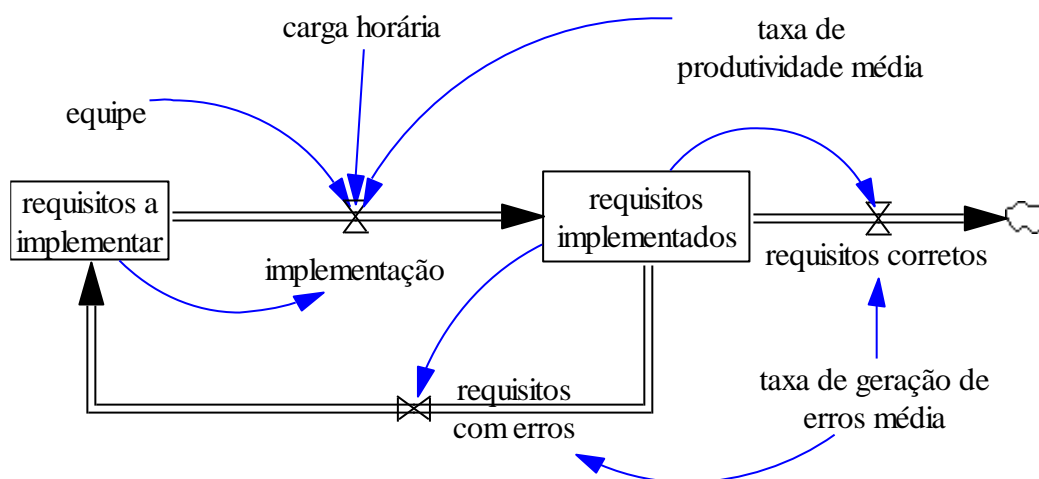 carga horária
taxa de
produtividade média
equipe
requisitos a
implementar
requisitos
implementados
implementação
requisitos corretos
requisitos
com erros
taxa de geração de
erros média